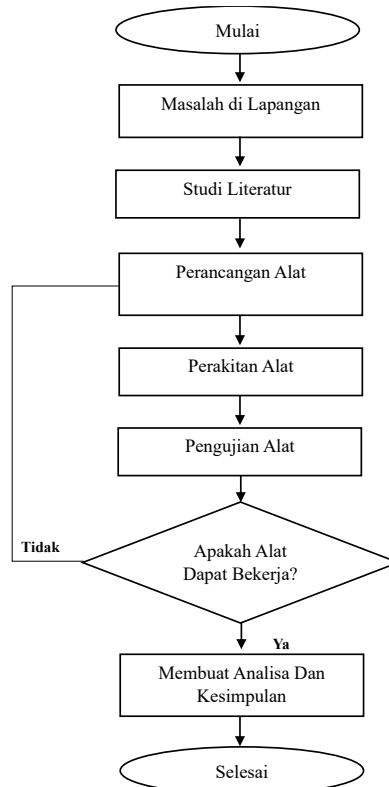 Mulai
Masalah di Lapangan
Studi Literatur
Perancangan Alat
Perakitan Alat
Pengujian Alat
Tidak
Apakah Alat
Dapat Bekerja?
Ya
Membuat Analisa Dan
Kesimpulan
Selesai